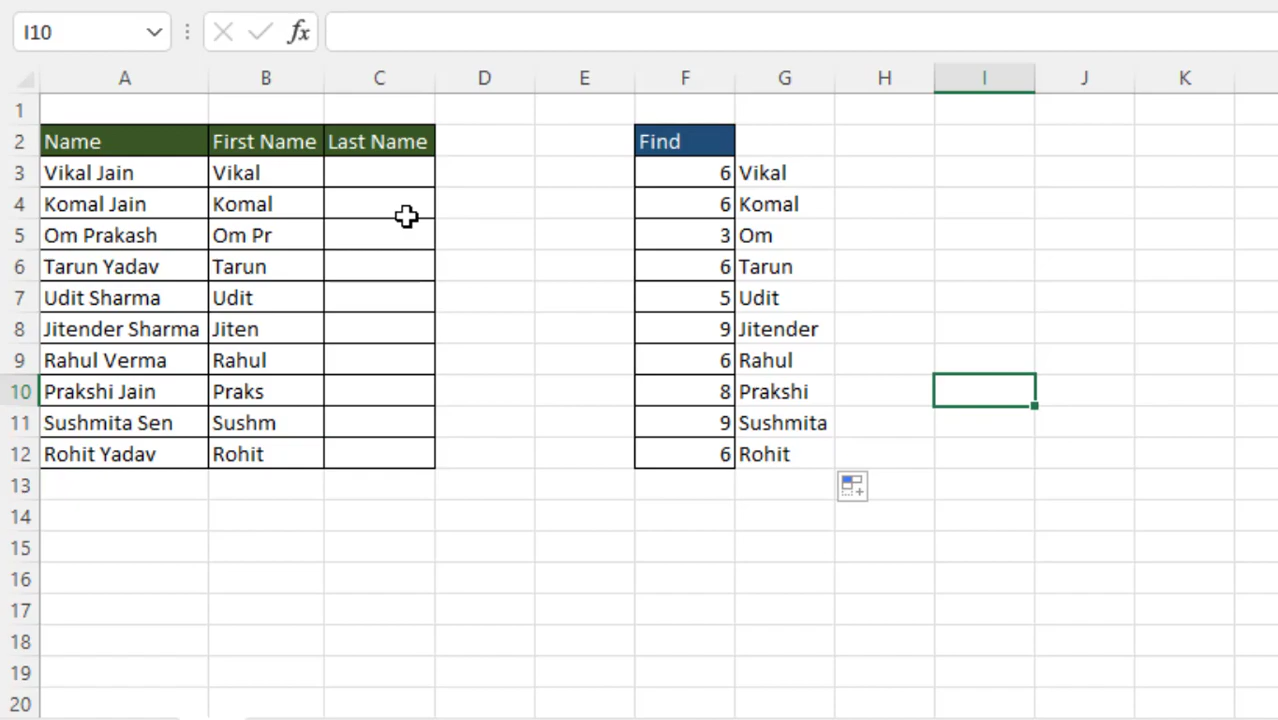 I10 fx
A B C D E F G H I J K
1
2 Name First Name Last Name Find
3 Vikal Jain Vikal 6 Vikal
4 Komal Jain Komal 6 Komal
5 Om Prakash Om Pr 3 Om
6 Tarun Yadav Tarun 6 Tarun
7 Udit Sharma Udit 5 Udit
8 Jitender Sharma Jiten 9 Jitender
9 Rahul Verma Rahul 6 Rahul
10 Prakshi Jain Praks 8 Prakshi
11 Sushmita Sen Sushm 9 Sushmita
12 Rohit Yadav Rohit 6 Rohit
13
14
15
16
17
18
19
20